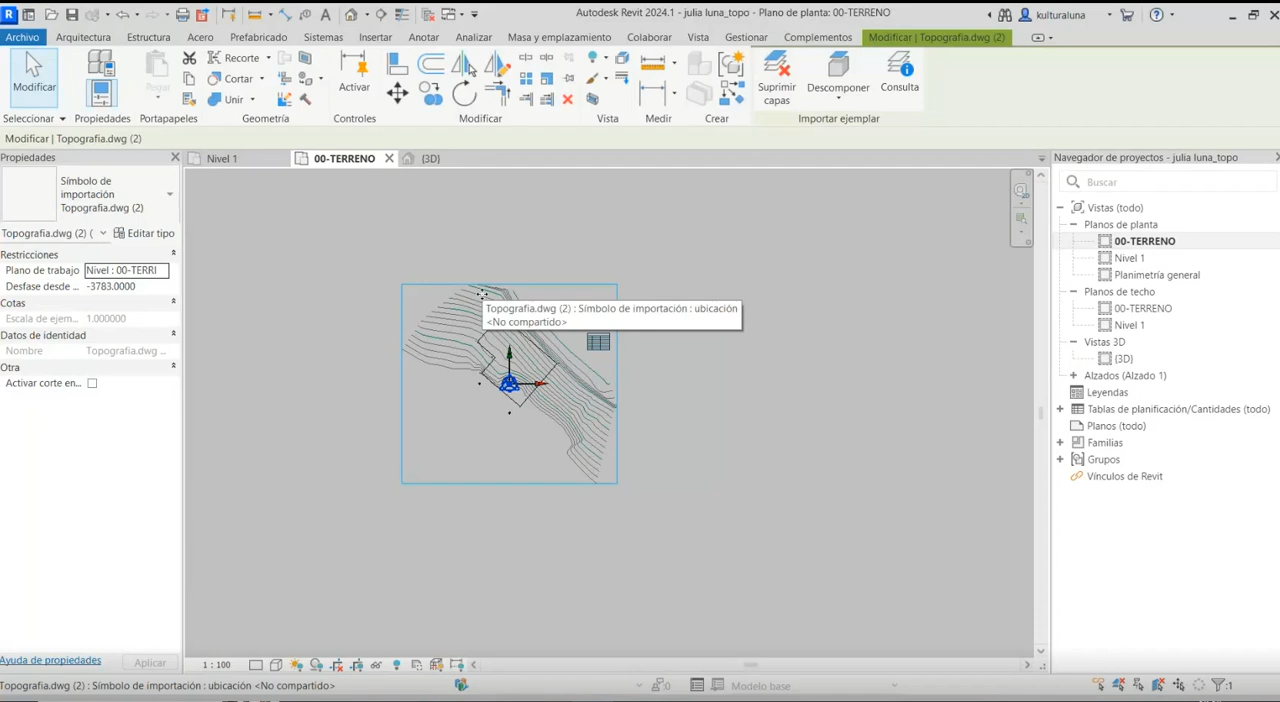 Autodesk Revit 2024.1 - julia luna_topo - Plano de planta: 00-TERRENO
kulturaluna
Archivo Arquitectura Estructura Acero Prefabricado Sistemas Insertar Anotar Analizar Masa y emplazamiento Colaborar Vista Gestionar Complementos Modificar | Topografia.dwg (2)
Modificar
Pegar
Recorte
Cortar
Unir
Activar
Suprimir capas
Descomponer
Consulta
Seleccionar Propiedades Portapapeles Geometría Controles Modificar Vista Medir Crear Importar ejemplar
Modificar | Topografia.dwg (2)
Propiedades
Nivel 1
00-TERRENO
{3D}
Navegador de proyectos - julia luna_topo
Símbolo de
importación
Topografia.dwg (2)
Topografia.dwg (2) ( Editar tipo
Restricciones
Plano de trabajo Nivel : 00-TERRI
Desfase desde ... -3783.0000
Cotas
Escala de ejem... 1.000000
Datos de identidad
Nombre Topografia.dwg ...
Otra
Activar corte en...
Ayuda de propiedades
Aplicar
Topografia.dwg (2) : Símbolo de importación : ubicación
<No compartido>
Buscar
Vistas (todo)
Planos de planta
00-TERRENO
Nivel 1
Planimetría general
Planos de techo
00-TERRENO
Nivel 1
Vistas 3D
{3D}
Alzados (Alzado 1)
Leyendas
Tablas de planificación/Cantidades (todo)
Planos (todo)
Familias
Grupos
Vínculos de Revit
1 : 100
Topografia.dwg (2) : Símbolo de importación : ubicación <No compartido>
:0
Modelo base
:1